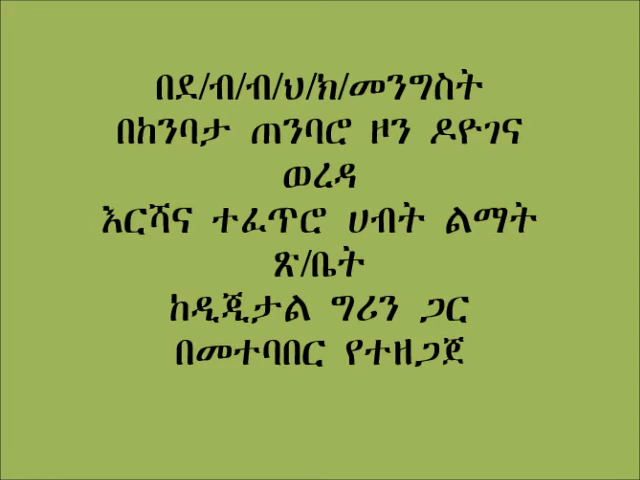 በደ/ብ/ብ/ህ/ክ/መንግስት
በከንባታ ጠንባሮ ዞን ዶዮገና
ወረዳ
እርሻና ተፈጥሮ ሀብት ልማት
ጽ/ቤት
ከዲጂታል ግሪን ጋር
በመተባበር የተዘጋጀ